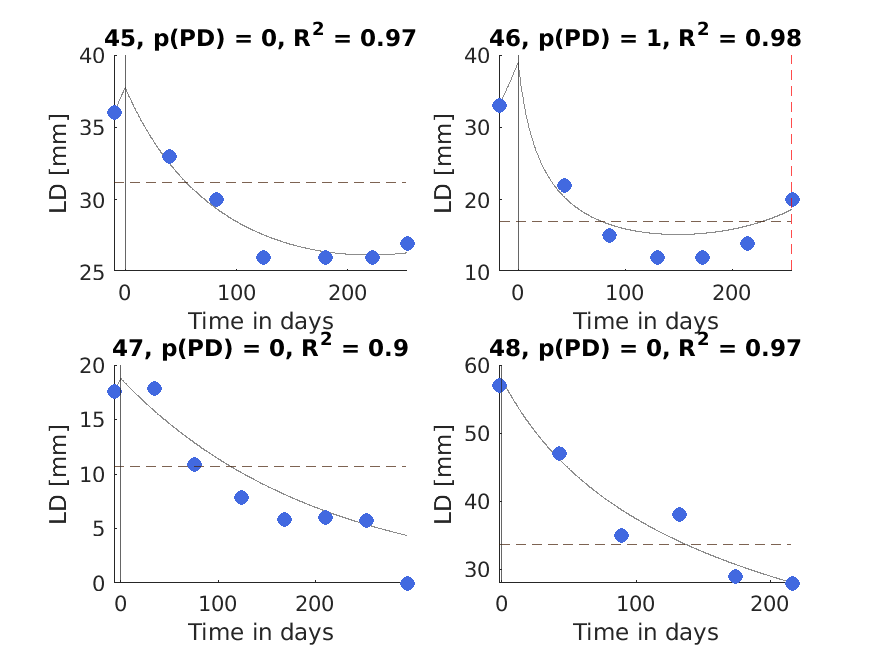 45, p(PD) = 0, R² = 0.97
40
35
30
25
LD [mm]
0 100 200
Time in days
46, p(PD) = 1, R² = 0.98
40
30
20
10
LD [mm]
0 100 200
Time in days
47, p(PD) = 0, R² = 0.9
20
15
10
5
0
LD [mm]
0 100 200
Time in days
48, p(PD) = 0, R² = 0.97
60
50
40
30
LD [mm]
0 100 200
Time in days